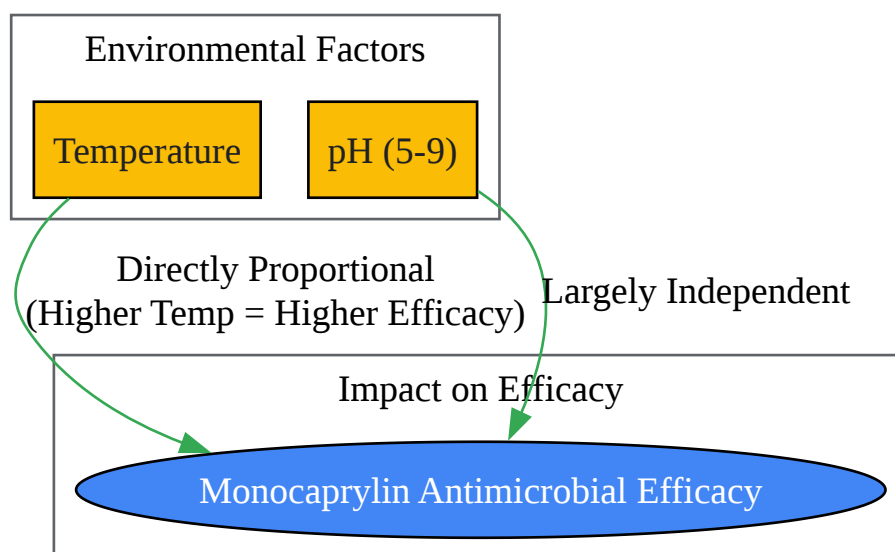 Environmental Factors
Temperature
pH (5-9)
Directly Proportional
(Higher Temp = Higher Efficacy)
Largely Independent
Impact on Efficacy
Monocaprylin Antimicrobial Efficacy